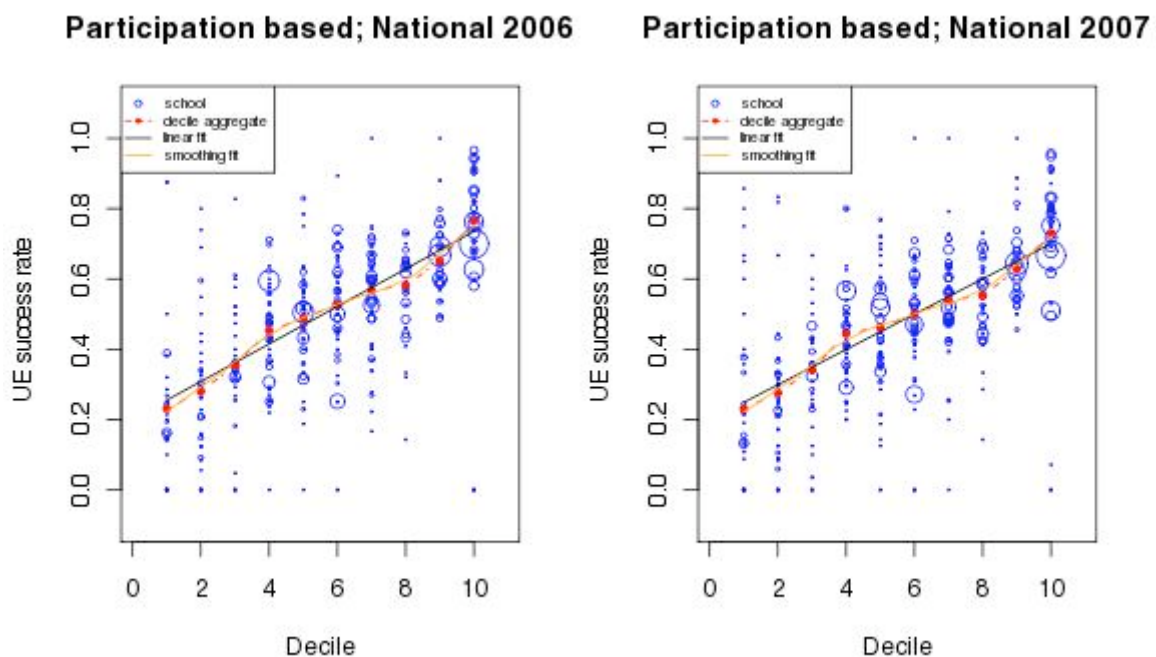 Participation based; National 2006
school
decile aggregate
linear fit
smoothing fit
UE success rate
1.0
0.8
0.6
0.4
0.2
0.0
0 2 4 6 8 10
Decile
Participation based; National 2007
school
decile aggregate
linear fit
smoothing fit
UE success rate
1.0
0.8
0.6
0.4
0.2
0.0
0 2 4 6 8 10
Decile